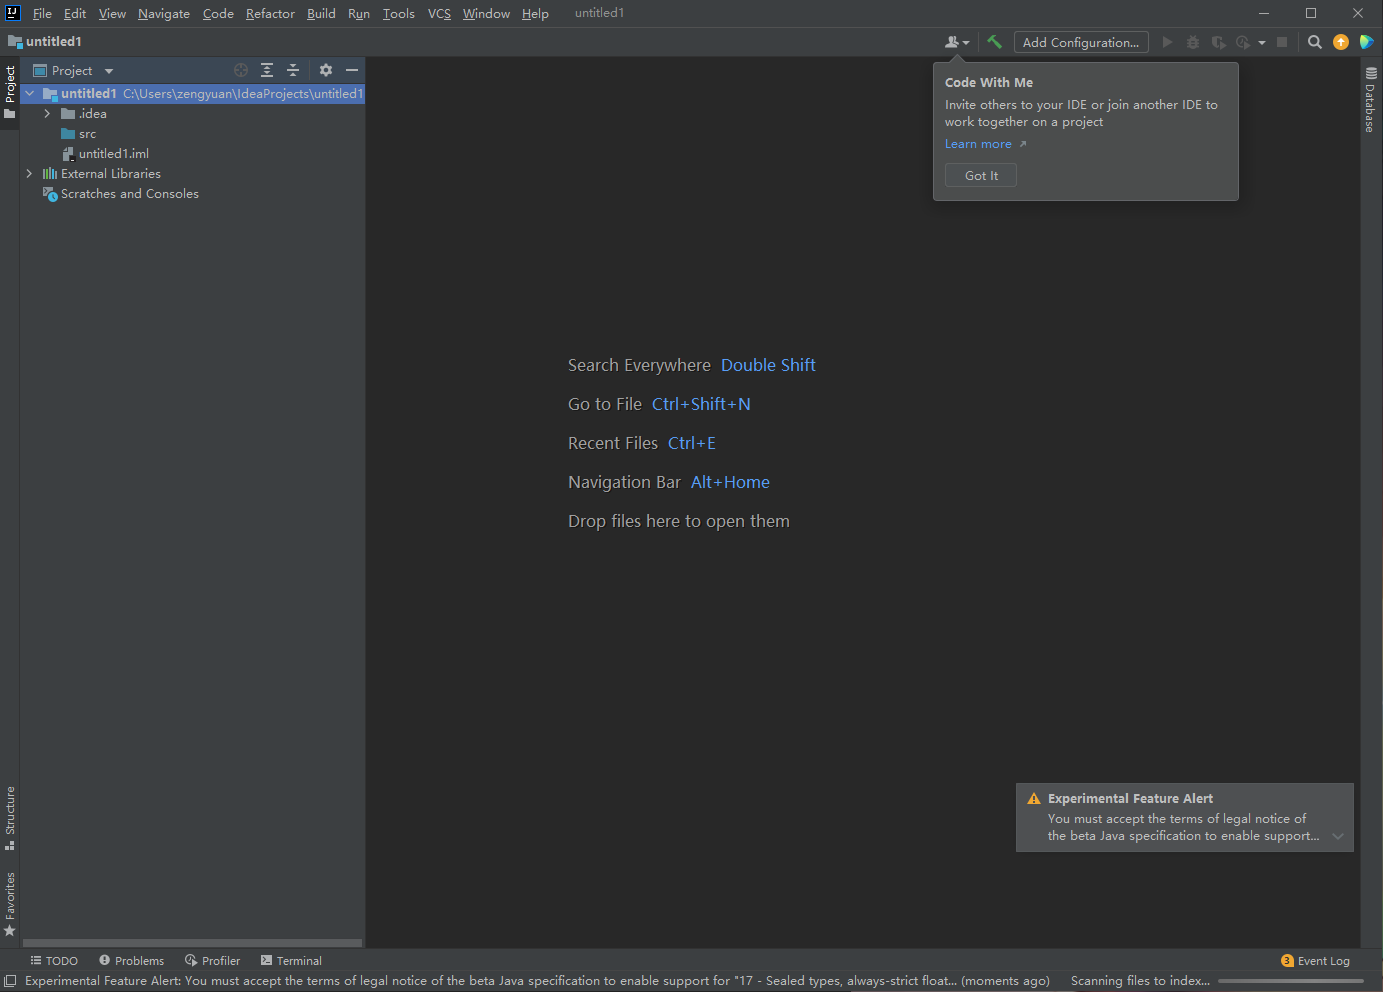 File Edit View Navigate Code Refactor Build Run Tools VCS Window Help untitled1
untitled1
Add Configuration...
Project
Project
untitled1 C:\Users\zengyuan\IdeaProjects\untitled1
.idea
src
untitled1.iml
External Libraries
Scratches and Consoles
Code With Me
Invite others to your IDE or join another IDE to
work together on a project
Learn more
Got It
Database
Search Everywhere Double Shift
Go to File Ctrl+Shift+N
Recent Files Ctrl+E
Navigation Bar Alt+Home
Drop files here to open them
Structure
Favorites
Experimental Feature Alert
You must accept the terms of legal notice of
the beta Java specification to enable support...
TODO Problems Profiler Terminal 3 Event Log
Experimental Feature Alert: You must accept the terms of legal notice of the beta Java specification to enable support for "17 - Sealed types, always-strict float... (moments ago) Scanning files to index...